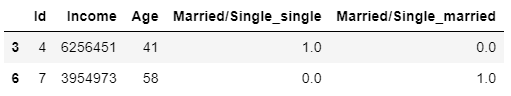 Id Income Age Married/Single_single Married/Single_married
3 4 6256451 41 1.0 0.0
6 7 3954973 58 0.0 1.0